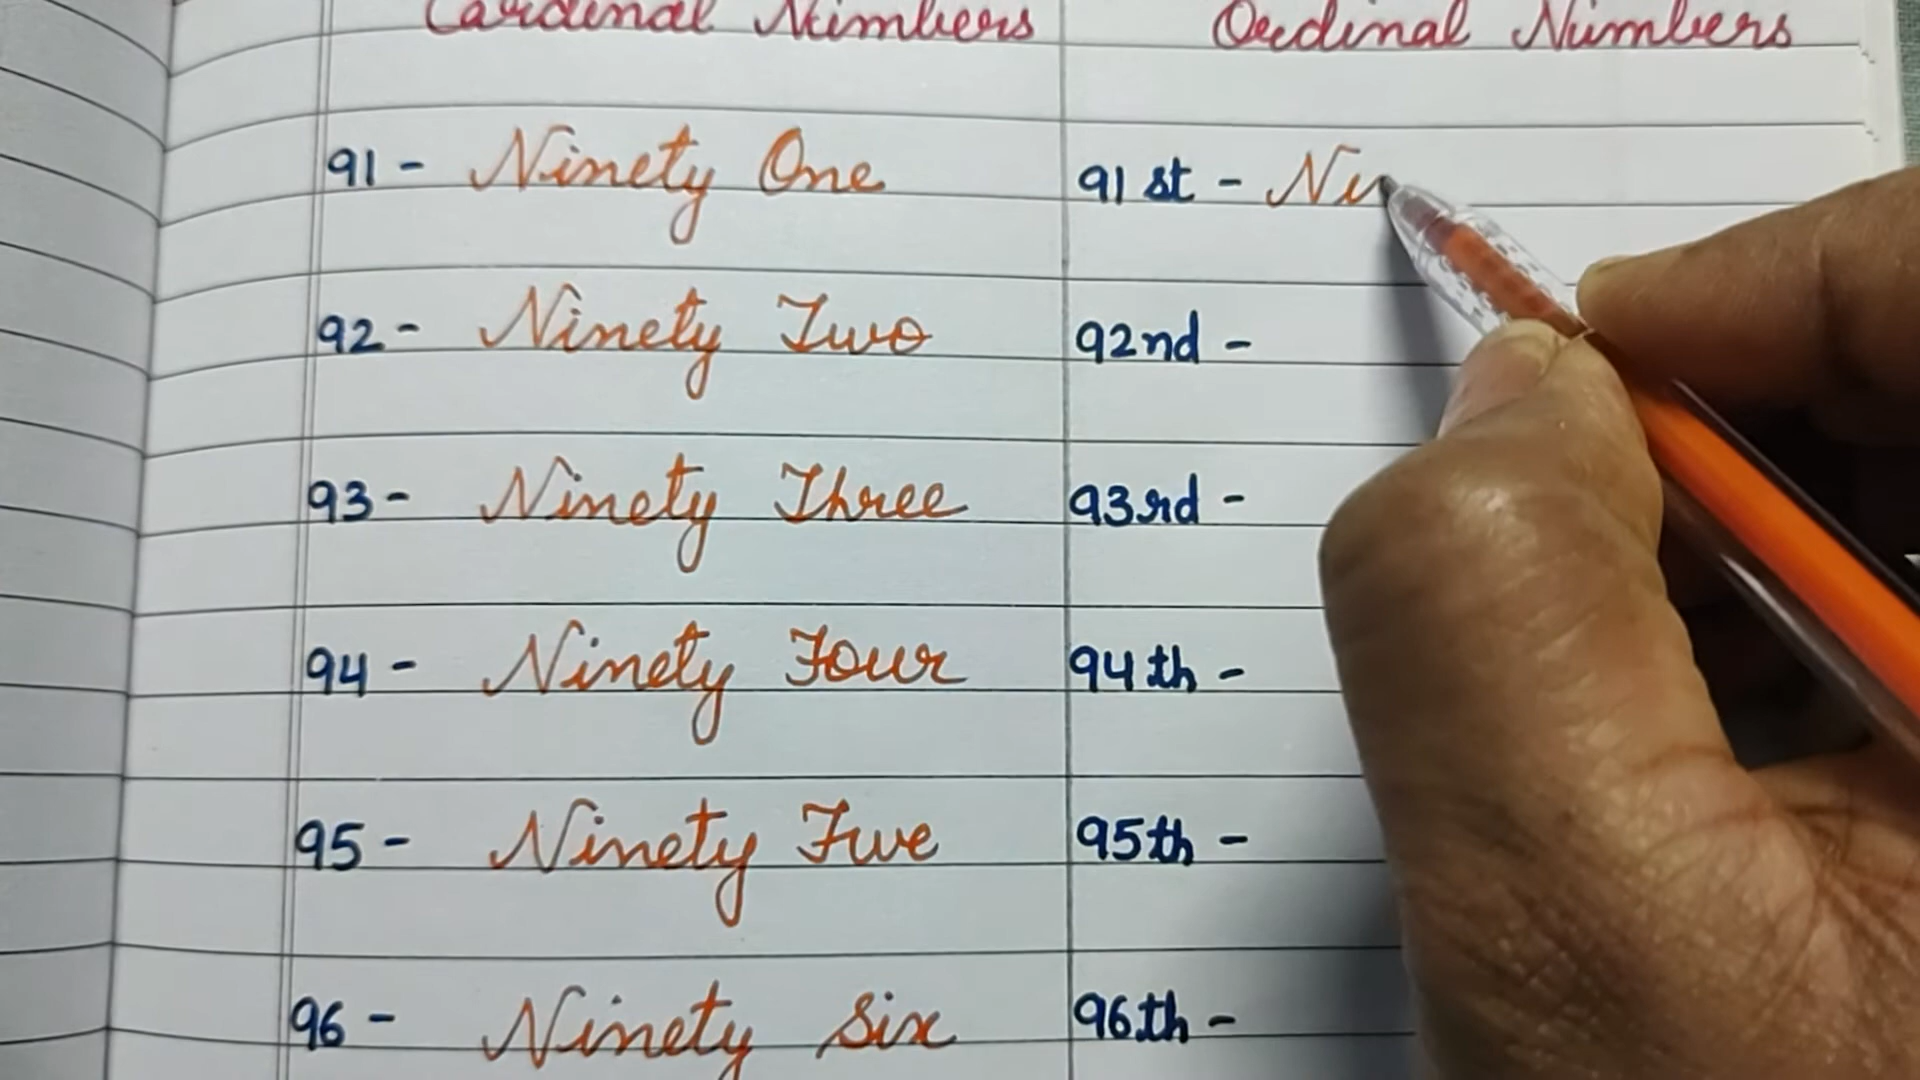 Cardinal Numbers Ordinal Numbers
91 - Ninety One 91st - Nin
92 - Ninety Two 92nd -
93 - Ninety Three 93rd -
94 - Ninety Four 94th -
95 - Ninety Five 95th -
96 - Ninety Six 96th -